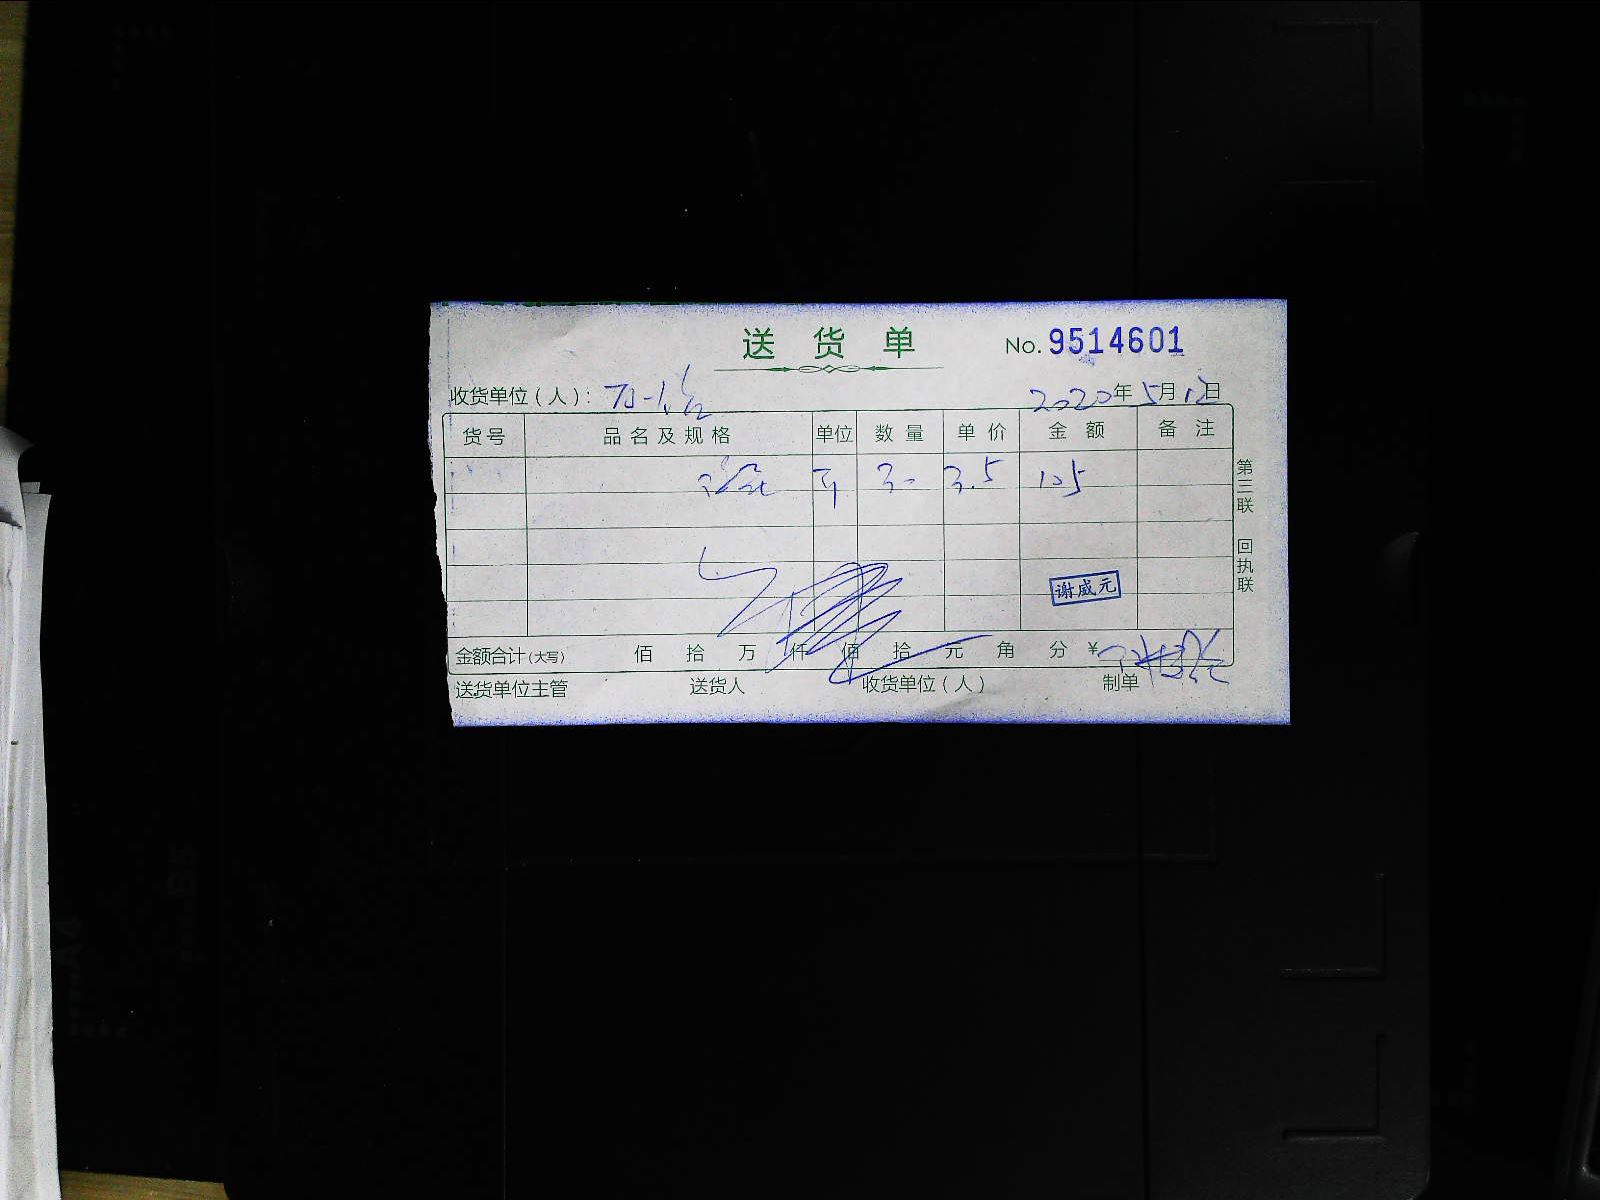 送货单 No.9514601
收货单位（人）： 2020年5月12日
货号 品名及规格 单位 数量 单价 金额 备注
3.5 105
第三联 回执联
谢威元
金额合计(大写) 佰 拾 万 仟 佰 拾 元 角 分 ¥
送货单位主管 送货人 收货单位（人） 制单
A4